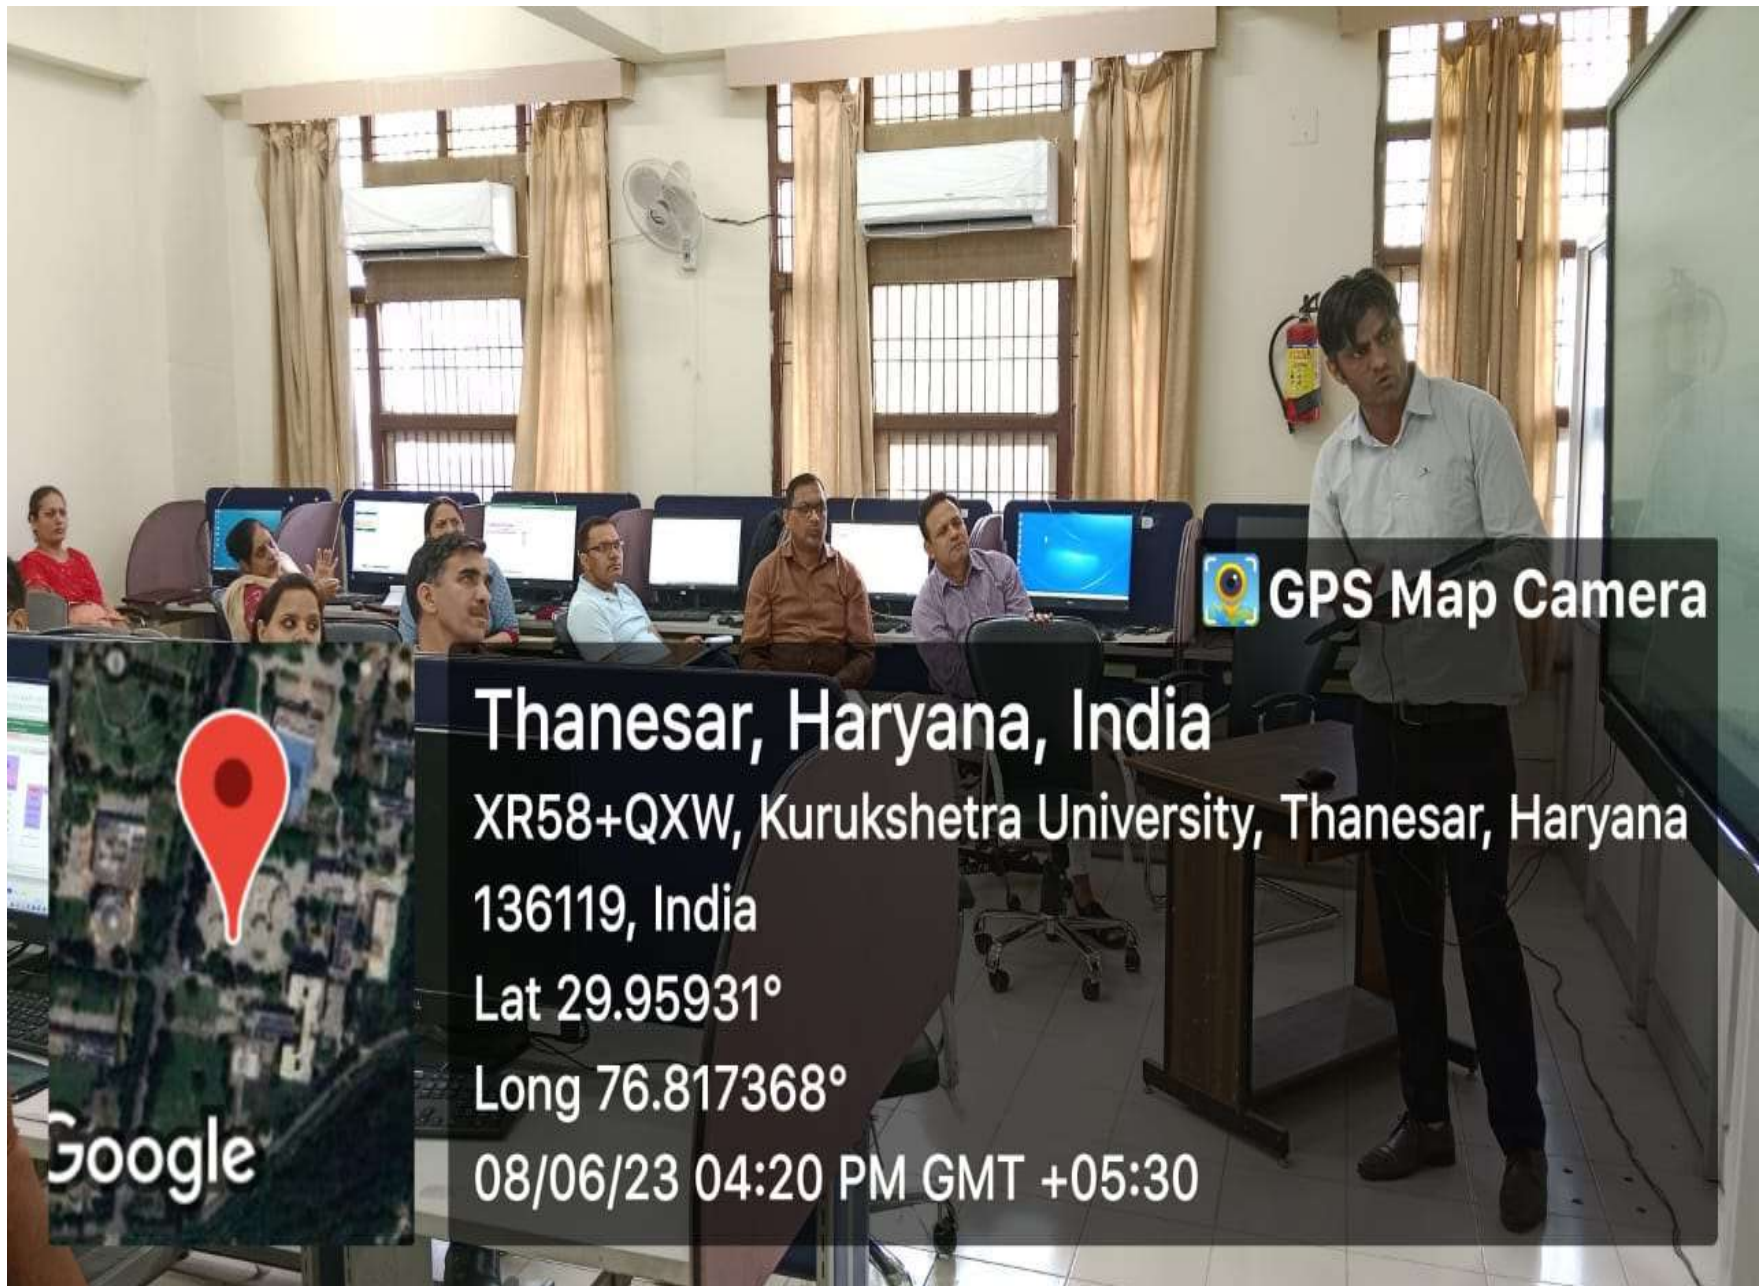 GPS Map Camera
Thanesar, Haryana, India
XR58+QXW, Kurukshetra University, Thanesar, Haryana
136119, India
Lat 29.95931°
Long 76.817368°
08/06/23 04:20 PM GMT +05:30
Google